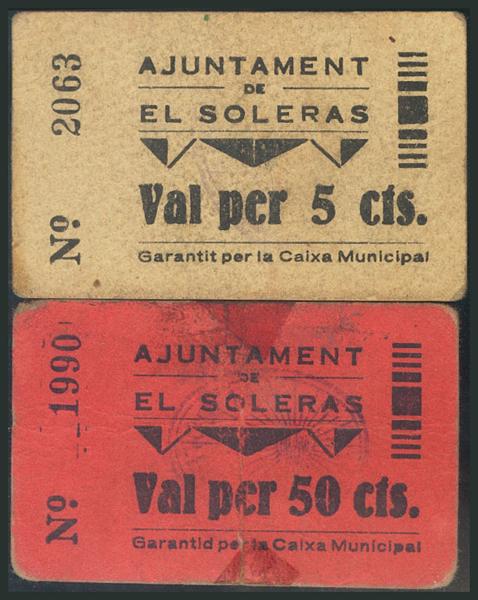 Nº 2063
AJUNTAMENT
DE
EL SOLERAS
Val per 5 cts.
Garantit per la Caixa Municipal
Nº 1990
AJUNTAMENT
DE
EL SOLERAS
Val per 50 cts.
Garantid per la Caixa Municipal